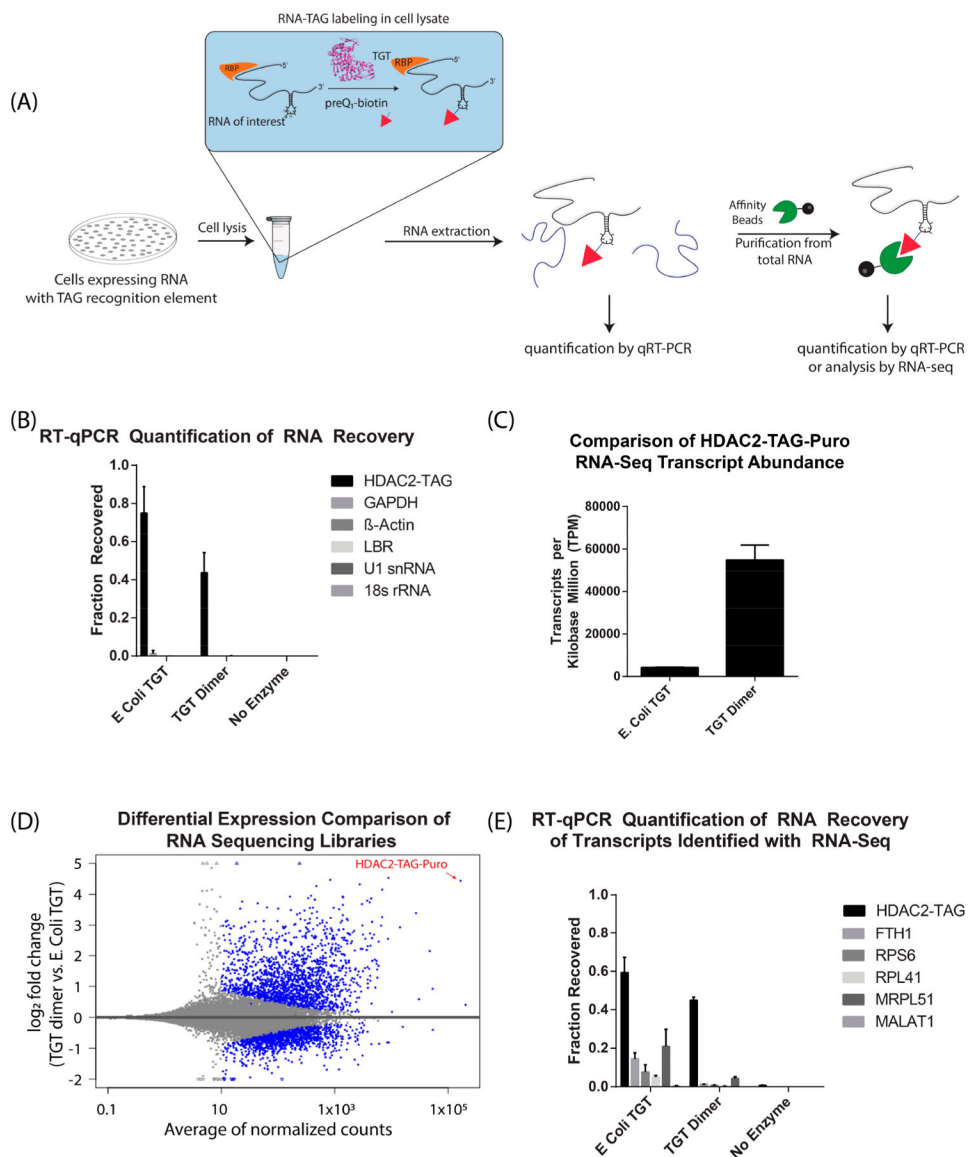 RNA-TAG labeling in cell lysate
(A)
RBP
5'
3'
TGT
RBP
5'
3'
preQ₁-biotin
RNA of interest
Cell lysis
RNA extraction
Affinity
Beads
Purification from
total RNA
Cells expressing RNA
with TAG recognition element
quantification by qRT-PCR
quantification by qRT-PCR
or analysis by RNA-seq
(B)
RT-qPCR Quantification of RNA Recovery
Fraction Recovered
1.0
0.8
0.6
0.4
0.2
0.0
E Coli TGT
TGT Dimer
No Enzyme
HDAC2-TAG
GAPDH
ß-Actin
LBR
U1 snRNA
18s rRNA
(C)
Comparison of HDAC2-TAG-Puro
RNA-Seq Transcript Abundance
Transcripts per
Kilobase Million (TPM)
80000
60000
40000
20000
0
E. Coli TGT
TGT Dimer
(D)
Differential Expression Comparison of
RNA Sequencing Libraries
HDAC2-TAG-Puro
log₂ fold change
(TGT dimer vs. E. Coli TGT)
5
4
3
2
1
0
-1
-2
0.1
10
1x10³
1x10⁵
Average of normalized counts
(E)
RT-qPCR Quantification of RNA Recovery
of Transcripts Identified with RNA-Seq
Fraction Recovered
1.0
0.8
0.6
0.4
0.2
0.0
E Coli TGT
TGT Dimer
No Enzyme
HDAC2-TAG
FTH1
RPS6
RPL41
MRPL51
MALAT1